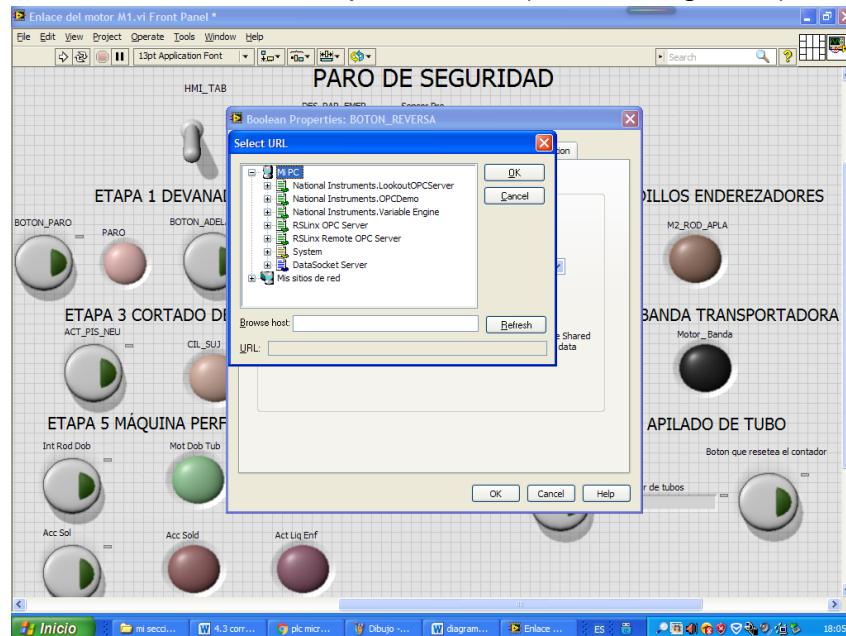 Enlace del motor M1.vi Front Panel *
File Edit View Project Operate Tools Window Help
13pt Application Font
Search
PARO DE SEGURIDAD
HMI_TAB
Boolean Properties: BOTON_REVERSA
Select URL
Mi PC
National Instruments.LookoutOPCServer
National Instruments.OPCDemo
National Instruments.Variable Engine
RSLinx OPC Server
RSLinx Remote OPC Server
System
DataSocket Server
Mis sitios de red
OK
Cancel
Browse host:
Refresh
URL:
e Shared
data
OK Cancel Help
ETAPA 1 DEVANAD
ILLOS ENDEREZADORES
BOTON_PARO
PARO
BOTON_ADEL
M2_ROD_APLA
ETAPA 3 CORTADO DE
BANDA TRANSPORTADORA
ACT_PIS_NEU
CIL_SUJ
Motor_Banda
ETAPA 5 MÁQUINA PERF
APILADO DE TUBO
Int Rod Dob
Mot Dob Tub
Boton que resetea el contador
r de tubos
Acc Sol
Acc Sold
Act Liq Enf
Inicio
mi secci...
4.3 corr...
plc micr...
Dibujo -...
diagram...
Enlace ...
ES
18:05